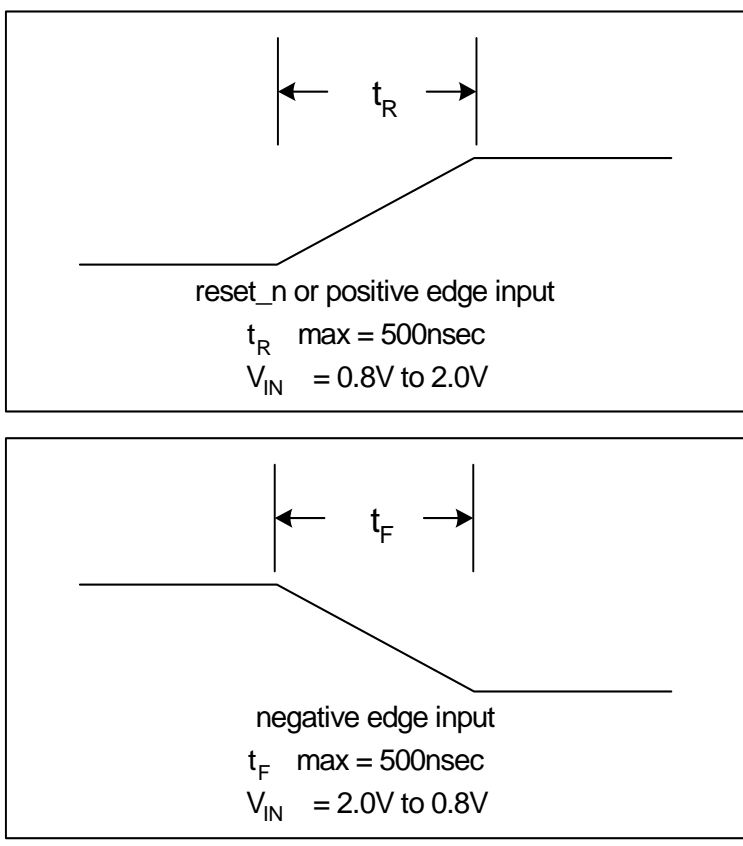 t_R
reset_n or positive edge input
t_R max = 500nsec
V_IN = 0.8V to 2.0V
t_F
negative edge input
t_F max = 500nsec
V_IN = 2.0V to 0.8V